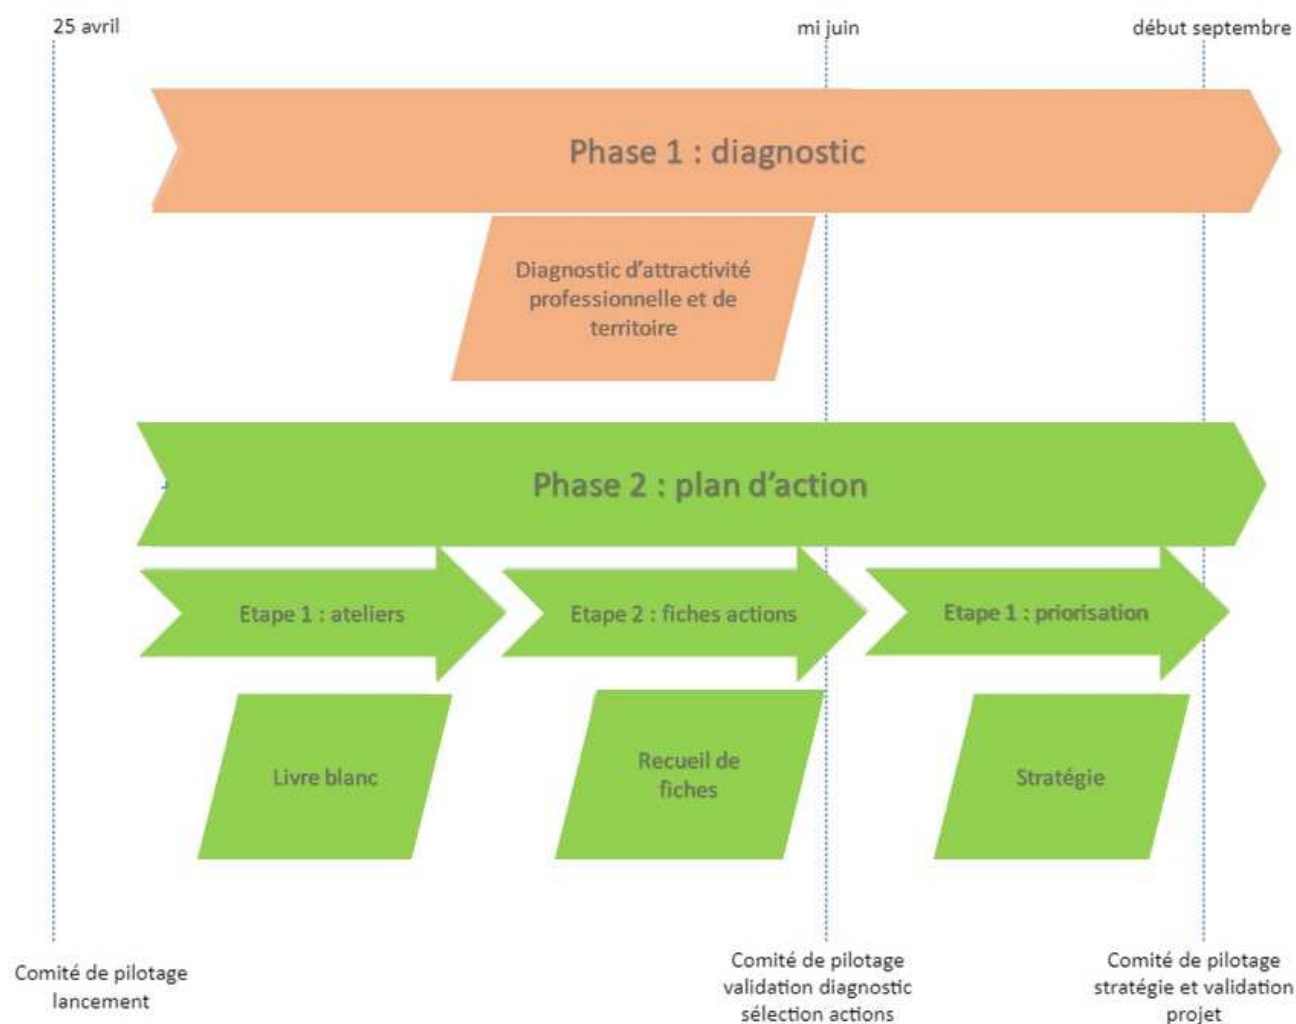 25 avril
mi juin
début septembre
Phase 1 : diagnostic
Diagnostic d’attractivité
professionnelle et de
territoire
Phase 2 : plan d’action
Etape 1 : ateliers
Etape 2 : fiches actions
Etape 1 : priorisation
Livre blanc
Recueil de
fiches
Stratégie
Comité de pilotage
lancement
Comité de pilotage
validation diagnostic
sélection actions
Comité de pilotage
stratégie et validation
projet